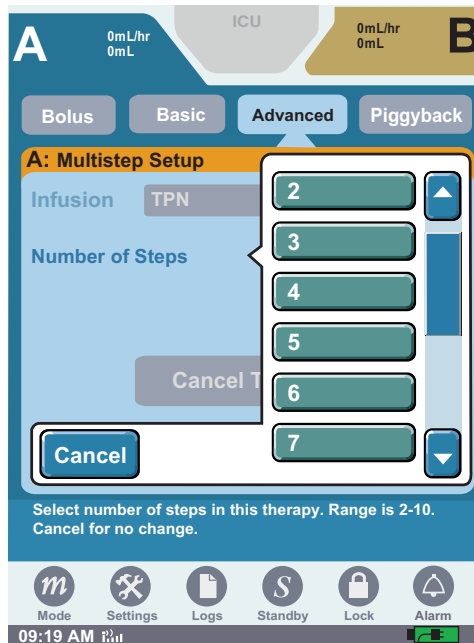 A
0mL/hr
0mL
ICU
0mL/hr
0mL
B
Bolus
Basic
Advanced
Piggyback
A: Multistep Setup
Infusion
TPN
Number of Steps
2
3
4
5
6
7
Cancel T
Cancel
Select number of steps in this therapy. Range is 2-10.
Cancel for no change.
m
S
Mode
Settings
Logs
Standby
Lock
Alarm
09:19 AM